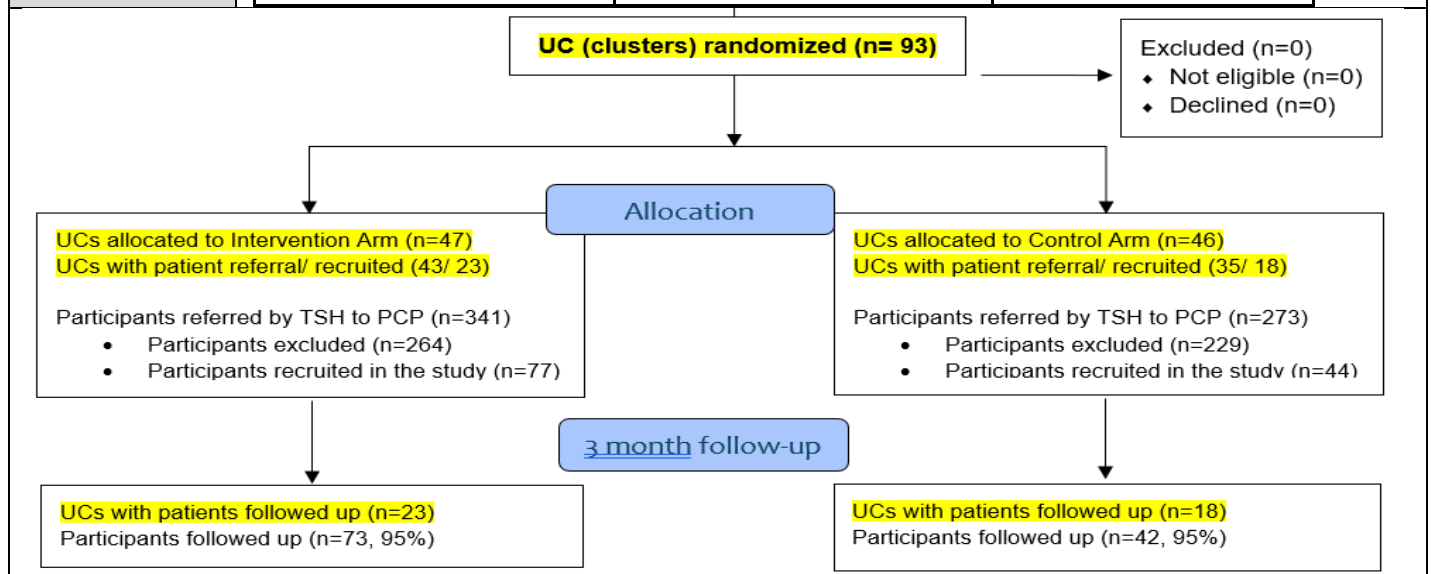 UC (clusters) randomized (n= 93)
Excluded (n=0)
⬥ Not eligible (n=0)
⬥ Declined (n=0)
Allocation
UCs allocated to Intervention Arm (n=47)
UCs with patient referral/ recruited (43/ 23)
Participants referred by TSH to PCP (n=341)
• Participants excluded (n=264)
• Participants recruited in the study (n=77)
UCs allocated to Control Arm (n=46)
UCs with patient referral/ recruited (35/ 18)
Participants referred by TSH to PCP (n=273)
• Participants excluded (n=229)
• Participants recruited in the study (n=44)
3 month follow-up
UCs with patients followed up (n=23)
Participants followed up (n=73, 95%)
UCs with patients followed up (n=18)
Participants followed up (n=42, 95%)